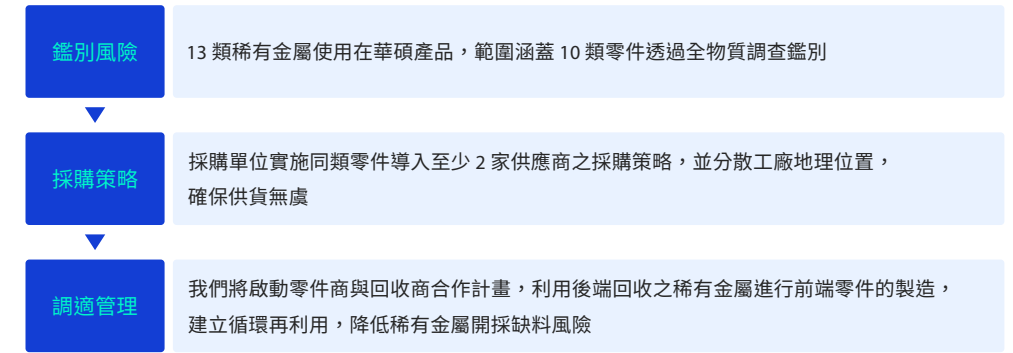 鑑別風險
13 類稀有金屬使用在華碩產品，範圍涵蓋 10 類零件透過全物質調查鑑別
採購策略
採購單位實施同類零件導入至少 2 家供應商之採購策略，並分散工廠地理位置，
確保供貨無虞
調適管理
我們將啟動零件商與回收商合作計畫，利用後端回收之稀有金屬進行前端零件的製造，
建立循環再利用，降低稀有金屬開採缺料風險